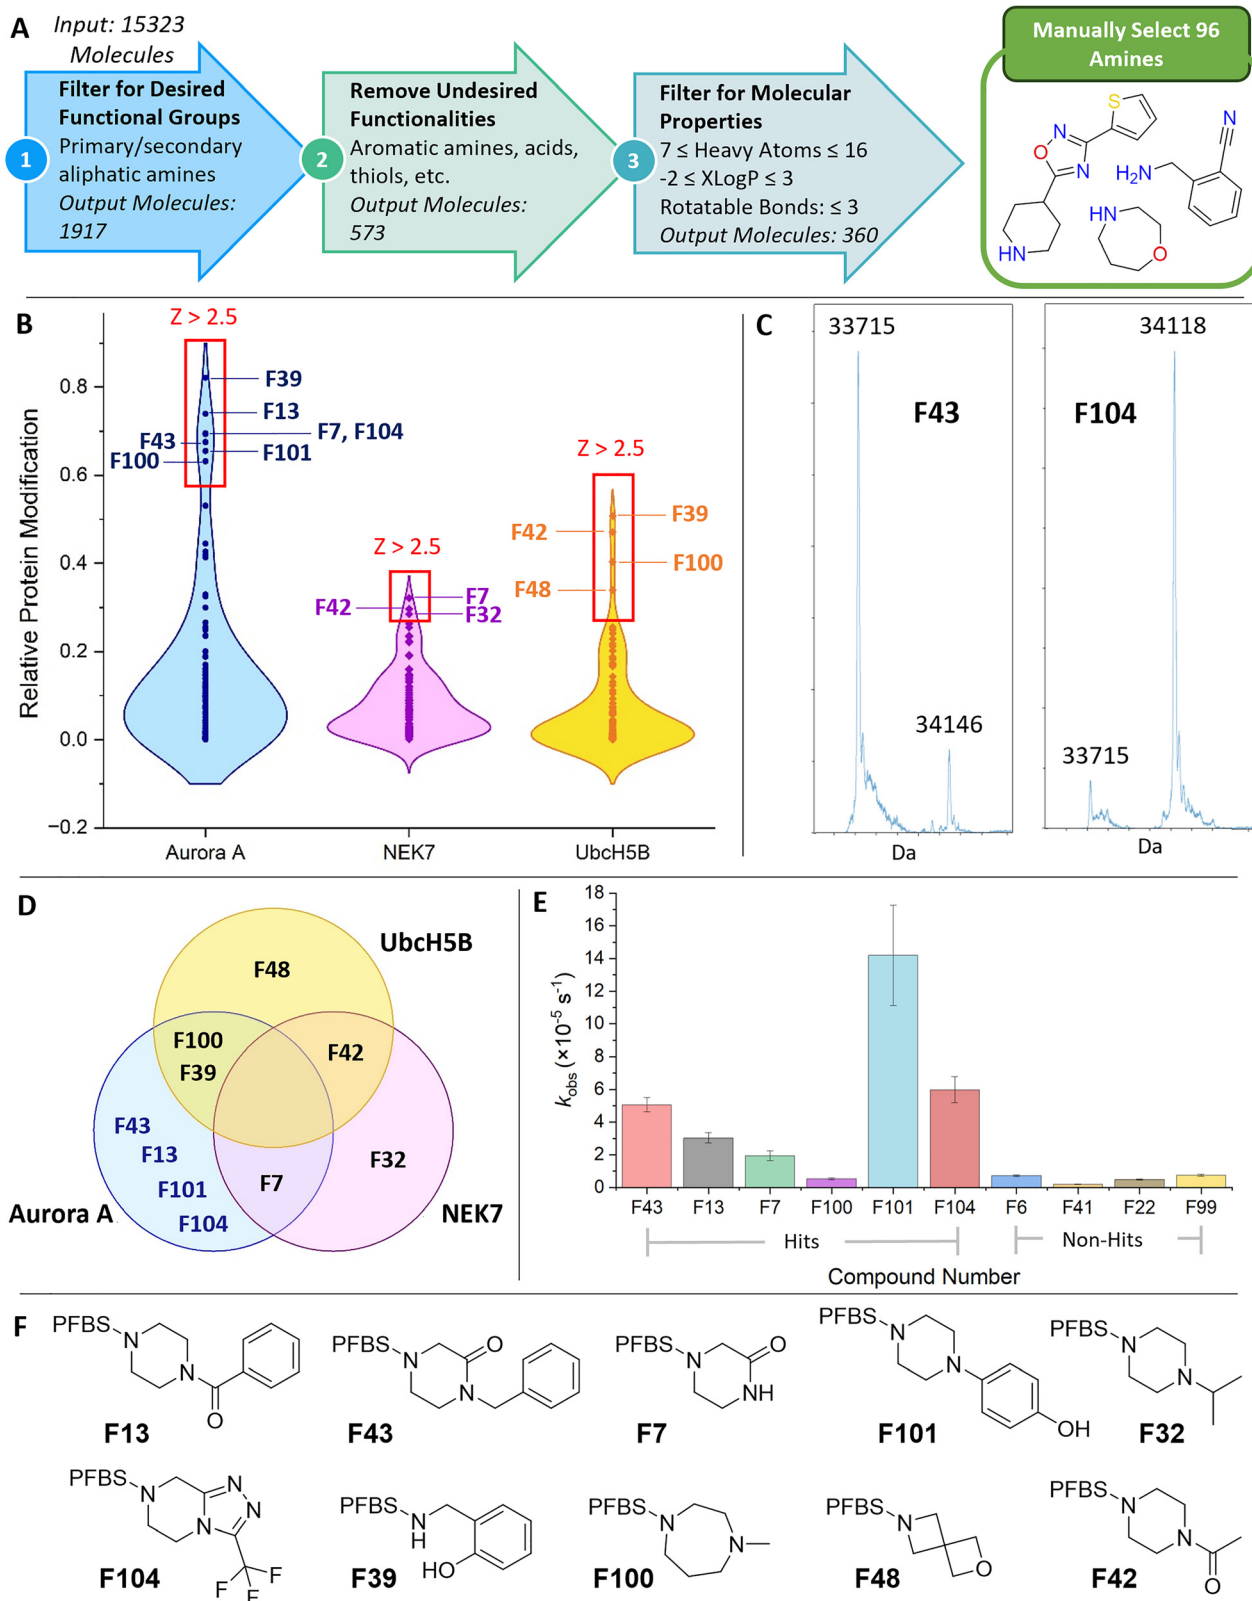 A
Input: 15323
Molecules
1
Filter for Desired
Functional Groups
Primary/secondary
aliphatic amines
Output Molecules:
1917
2
Remove Undesired
Functionalities
Aromatic amines, acids,
thiols, etc.
Output Molecules:
573
3
Filter for Molecular
Properties
7 ≤ Heavy Atoms ≤ 16
-2 ≤ XLogP ≤ 3
Rotatable Bonds: ≤ 3
Output Molecules: 360
Manually Select 96
Amines
S
N
O
N
HN
N
H2N
HN
O
B
Z > 2.5
F39
F13
F7, F104
F43
F101
F100
Z > 2.5
F7
F42
F32
Z > 2.5
F39
F42
F100
F48
Relative Protein Modification
0.8
0.6
0.4
0.2
0.0
−0.2
Aurora A
NEK7
UbcH5B
C
33715
F43
34146
Da
34118
F104
33715
Da
D
UbcH5B
F48
F100
F39
F42
F43
F13
F101
F104
F7
F32
Aurora A
NEK7
E
kobs (×10-5 s-1)
18
16
14
12
10
8
6
4
2
0
F43 F13 F7 F100 F101 F104 F6 F41 F22 F99
Hits
Non-Hits
Compound Number
F
PFBS
N
N
O
F13
PFBS
N
O
N
F43
PFBS
N
O
NH
F7
PFBS
N
N
OH
F101
PFBS
N
N
F32
PFBS
N
N
N
N
F
F
F
F104
PFBS
N
H
HO
F39
PFBS
N
N
F100
PFBS
N
O
F48
PFBS
N
N
O
F42